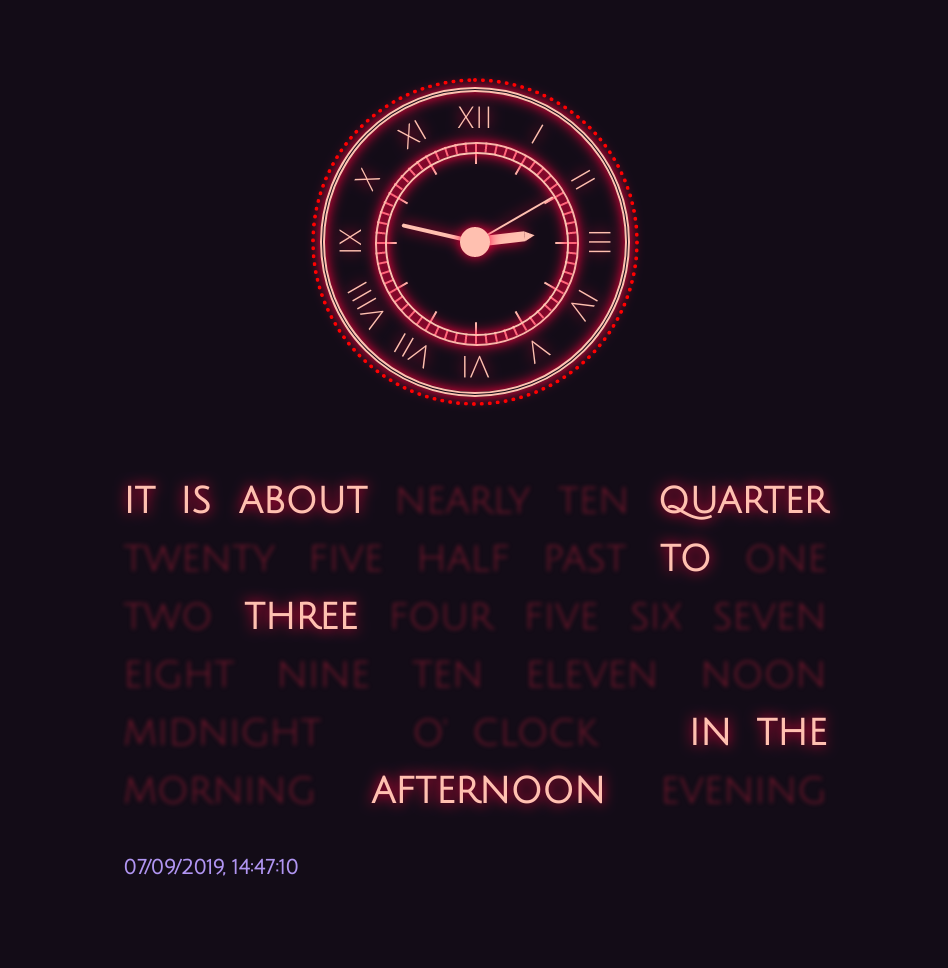 XII
I
II
III
IV
V
VI
VII
VIII
IX
X
XI
IT IS ABOUT NEARLY TEN QUARTER
TWENTY FIVE HALF PAST TO ONE
TWO THREE FOUR FIVE SIX SEVEN
EIGHT NINE TEN ELEVEN NOON
MIDNIGHT O' CLOCK IN THE
MORNING AFTERNOON EVENING
07/09/2019, 14:47:10